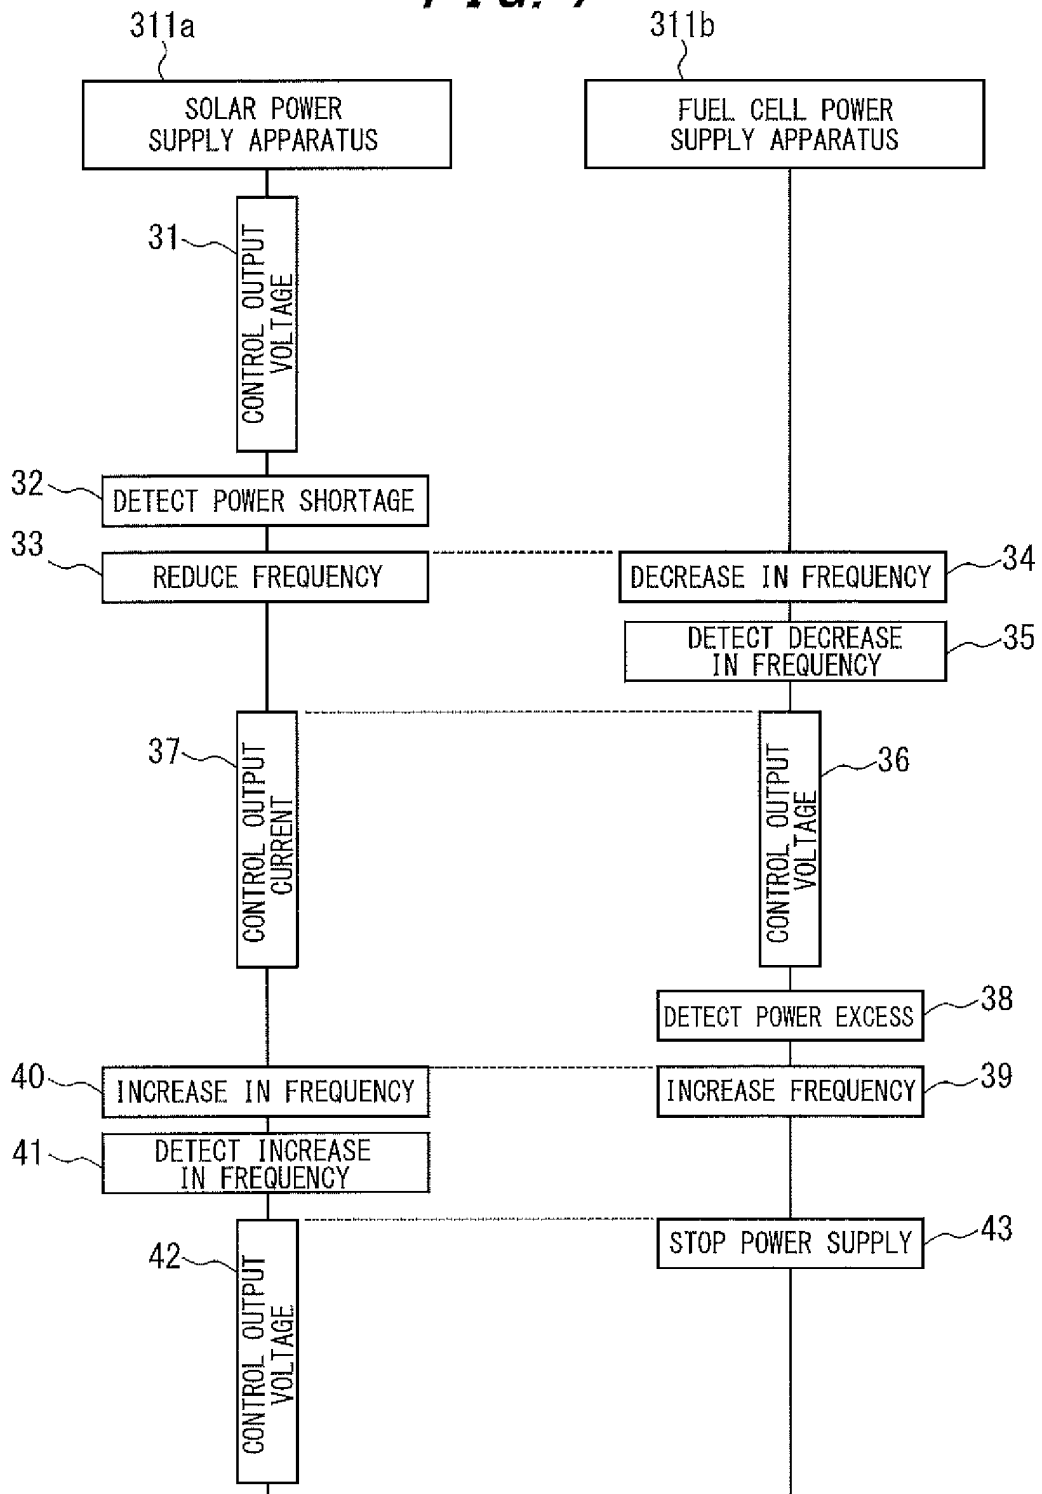 311a
311b
SOLAR POWER
SUPPLY APPARATUS
FUEL CELL POWER
SUPPLY APPARATUS
31
CONTROL OUTPUT
VOLTAGE
32
DETECT POWER SHORTAGE
33
REDUCE FREQUENCY
DECREASE IN FREQUENCY
34
DETECT DECREASE
IN FREQUENCY
35
37
CONTROL OUTPUT
CURRENT
CONTROL OUTPUT
VOLTAGE
36
DETECT POWER EXCESS
38
40
INCREASE IN FREQUENCY
INCREASE FREQUENCY
39
41
DETECT INCREASE
IN FREQUENCY
42
CONTROL OUTPUT
VOLTAGE
STOP POWER SUPPLY
43